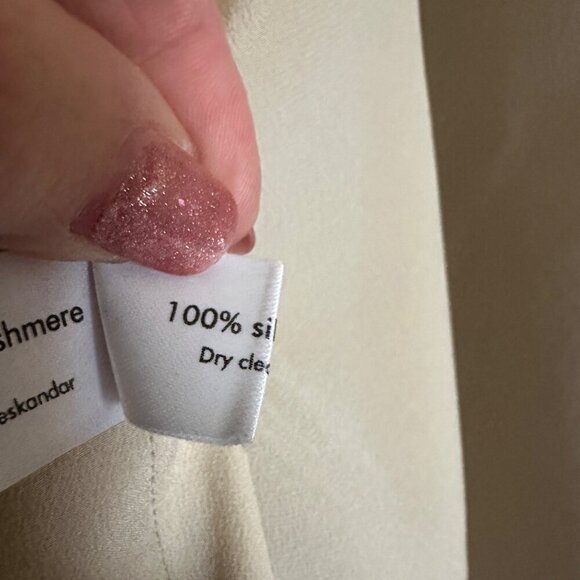 shmere
eskandar
100% sil
Dry clea